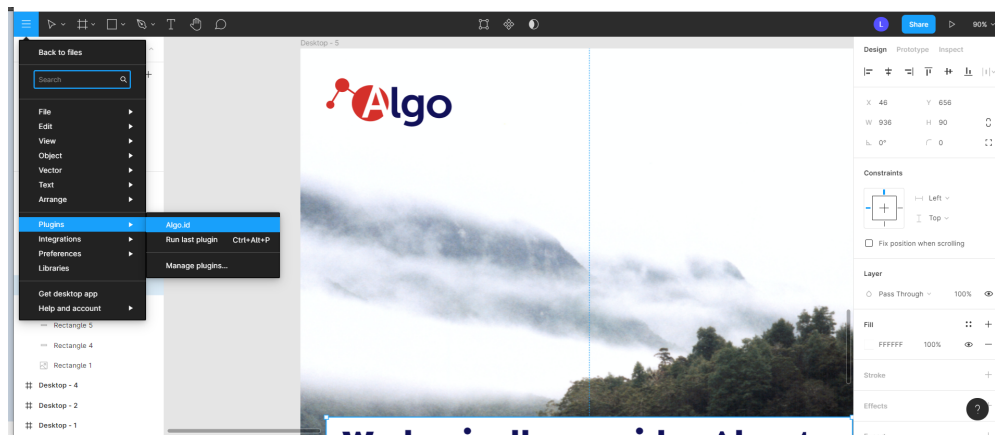 L
Share
90%
Back to files
Desktop - 5
Design Prototype Inspect
Search
Algo
X 46 Y 656
W 936 H 90
0° 0
File
Edit
View
Object
Vector
Text
Arrange
Constraints
Left
Top
Fix position when scrolling
Plugins
Integrations
Preferences
Libraries
Algo.id
Run last plugin Ctrl+Alt+P
Manage plugins...
Get desktop app
Help and account
Layer
Pass Through 100%
Fill
FFFFFF 100%
Stroke
Effects
?
Rectangle 5
Rectangle 4
Rectangle 1
Desktop - 4
Desktop - 2
Desktop - 1